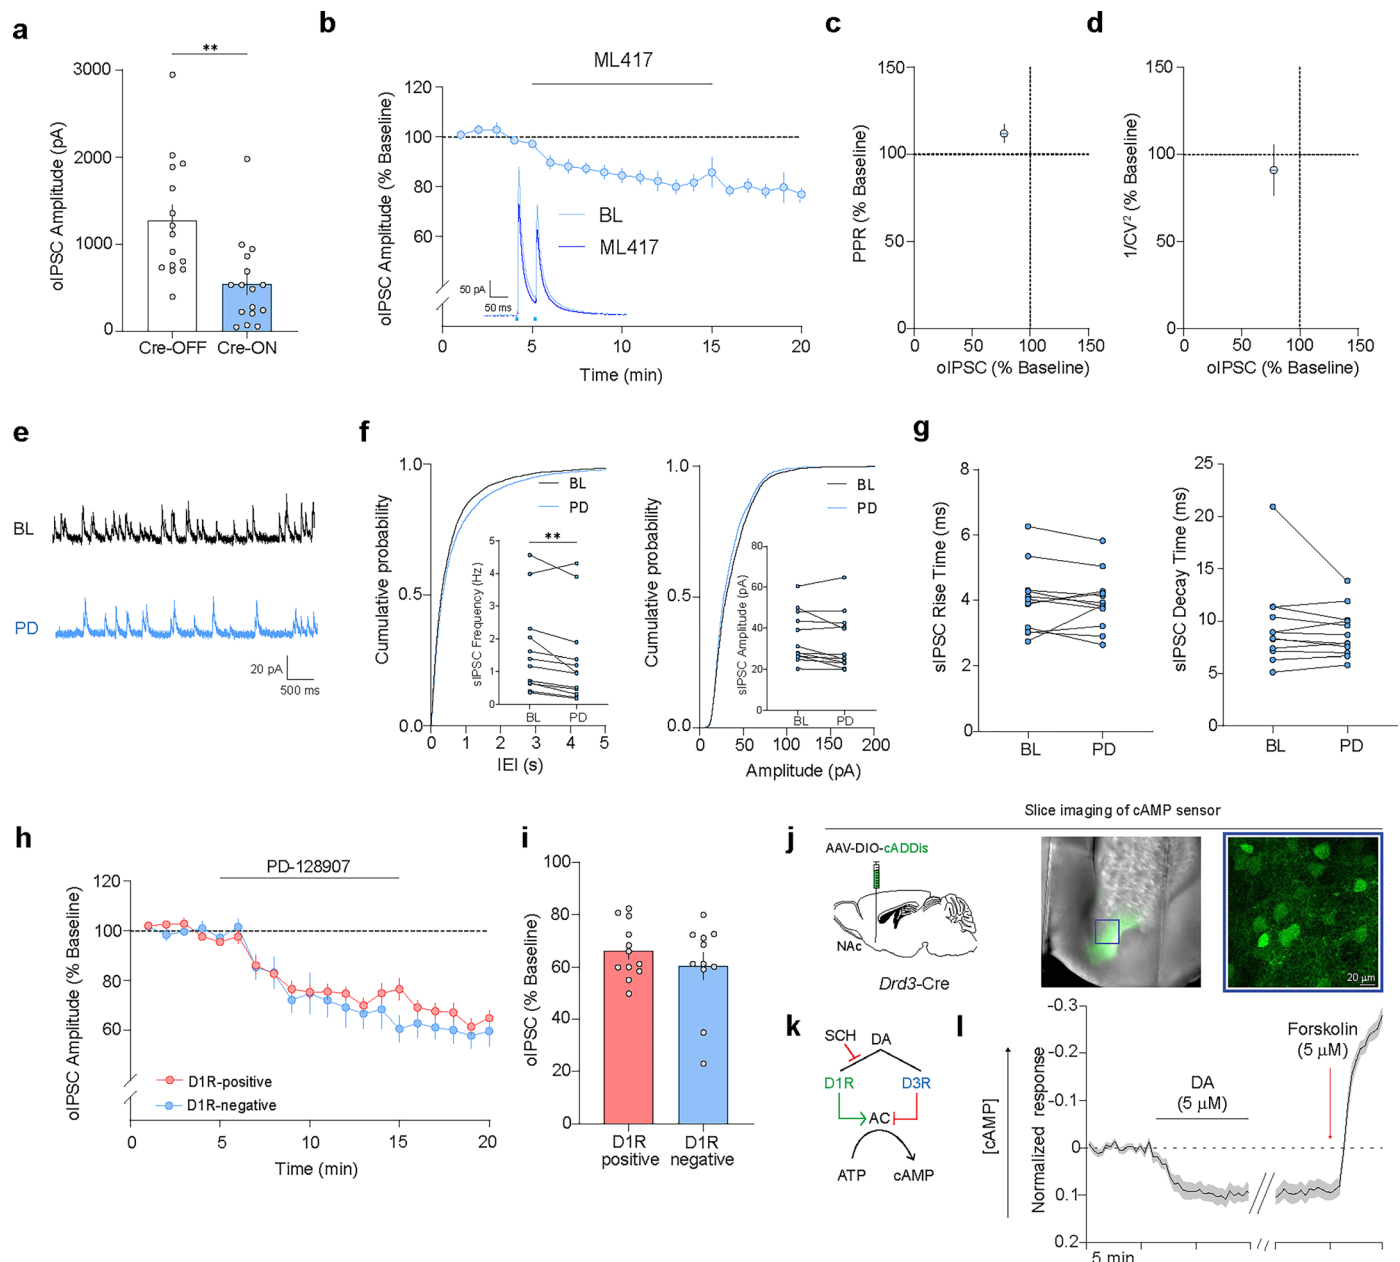 a
**
oIPSC Amplitude (pA)
3000
2000
1000
0
Cre-OFF Cre-ON
b
ML417
oIPSC Amplitude (% Baseline)
120
100
80
60
BL
ML417
50 pA
50 ms
0 5 10 15 20
Time (min)
c
PPR (% Baseline)
150
100
50
0
0 50 100 150
oIPSC (% Baseline)
d
1/CV² (% Baseline)
150
100
50
0
0 50 100 150
oIPSC (% Baseline)
e
BL
PD
20 pA
500 ms
f
Cumulative probability
1.0
0.5
0.0
BL
PD
**
sIPSC Frequency (Hz)
5
4
3
2
1
0
BL PD
0 1 2 3 4 5
IEI (s)
Cumulative probability
1.0
0.5
0.0
BL
PD
sIPSC Amplitude (pA)
80
60
40
20
0
BL PD
0 50 100 150 200
Amplitude (pA)
g
sIPSC Rise Time (ms)
8
6
4
2
0
BL PD
sIPSC Decay Time (ms)
25
20
15
10
5
0
BL PD
h
PD-128907
oIPSC Amplitude (% Baseline)
120
100
80
60
D1R-positive
D1R-negative
0 5 10 15 20
Time (min)
i
oIPSC (% Baseline)
100
80
60
40
20
0
D1R positive
D1R negative
j
Slice imaging of cAMP sensor
AAV-DIO-cADDis
NAc
Drd3-Cre
20 μm
k
SCH
DA
D1R D3R
AC
ATP cAMP
l
[cAMP]
Normalized response
-0.3
-0.2
-0.1
0
0.1
0.2
DA
(5 μM)
Forskolin
(5 μM)
5 min